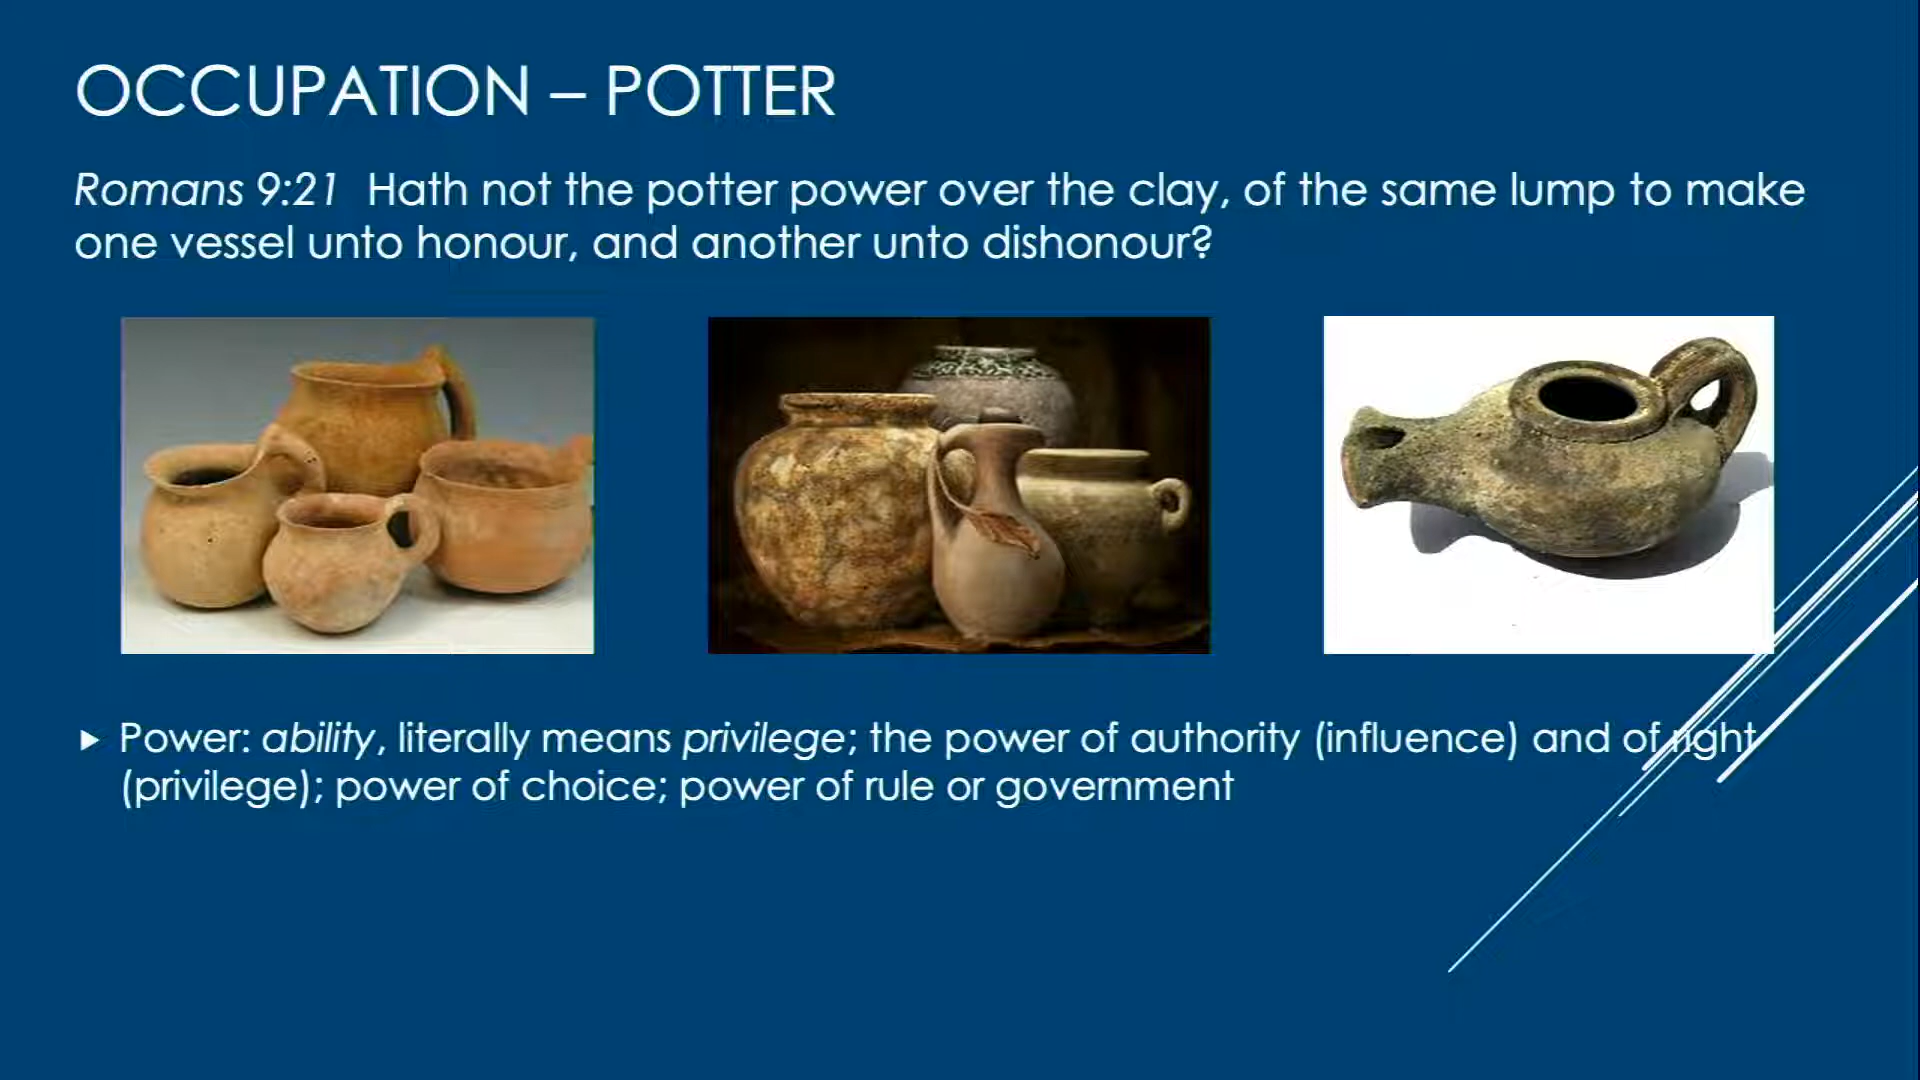 OCCUPATION – POTTER
Romans 9:21 Hath not the potter power over the clay, of the same lump to make
one vessel unto honour, and another unto dishonour?
Power: ability, literally means privilege; the power of authority (influence) and of right
(privilege); power of choice; power of rule or government